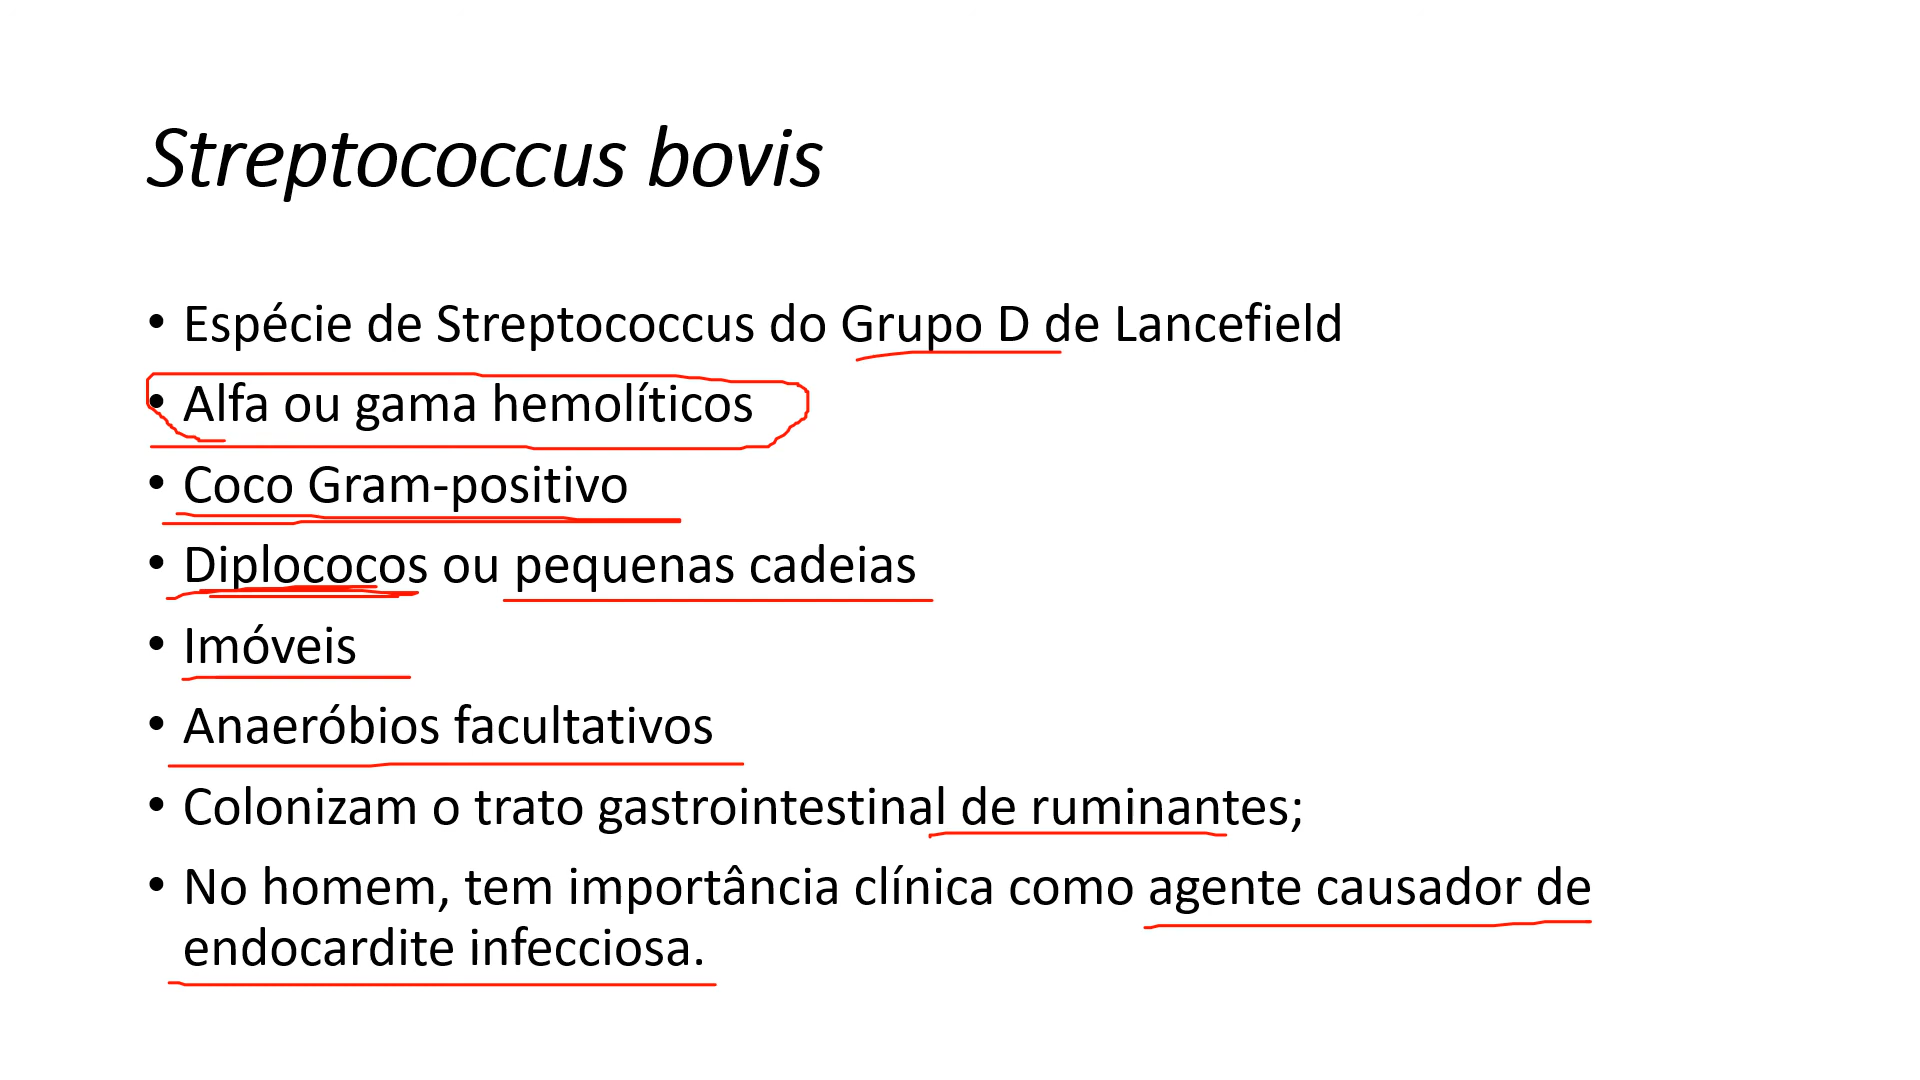 Streptococcus bovis
• Espécie de Streptococcus do Grupo D de Lancefield
• Alfa ou gama hemolíticos
• Coco Gram-positivo
• Diplococos ou pequenas cadeias
• Imóveis
• Anaeróbios facultativos
• Colonizam o trato gastrointestinal de ruminantes;
• No homem, tem importância clínica como agente causador de
endocardite infecciosa.